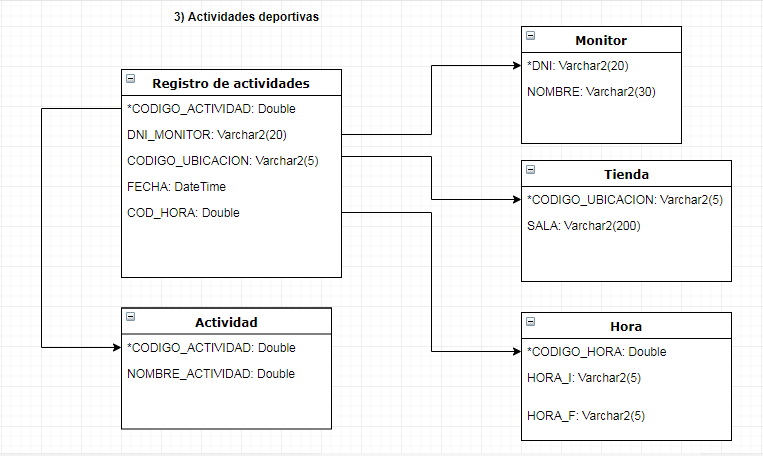 3) Actividades deportivas
Registro de actividades
*CODIGO_ACTIVIDAD: Double
DNI_MONITOR: Varchar2(20)
CODIGO_UBICACION: Varchar2(5)
FECHA: DateTime
COD_HORA: Double
Monitor
*DNI: Varchar2(20)
NOMBRE: Varchar2(30)
Tienda
*CODIGO_UBICACION: Varchar2(5)
SALA: Varchar2(200)
Actividad
*CODIGO_ACTIVIDAD: Double
NOMBRE_ACTIVIDAD: Double
Hora
*CODIGO_HORA: Double
HORA_I: Varchar2(5)
HORA_F: Varchar2(5)